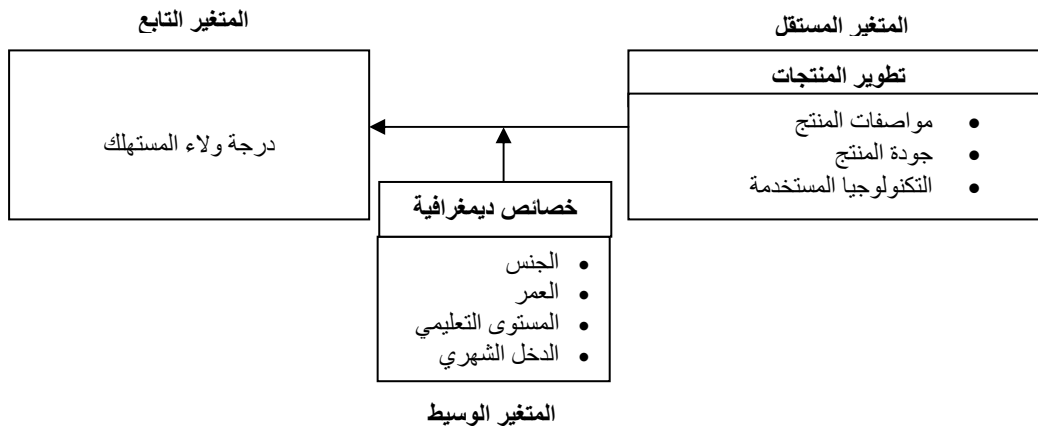 المتغير المستقل
تطوير المنتجات
• مواصفات المنتج
• جودة المنتج
• التكنولوجيا المستخدمة
المتغير التابع
درجة ولاء المستهلك
خصائص ديمغرافية
• الجنس
• العمر
• المستوى التعليمي
• الدخل الشهري
المتغير الوسيط